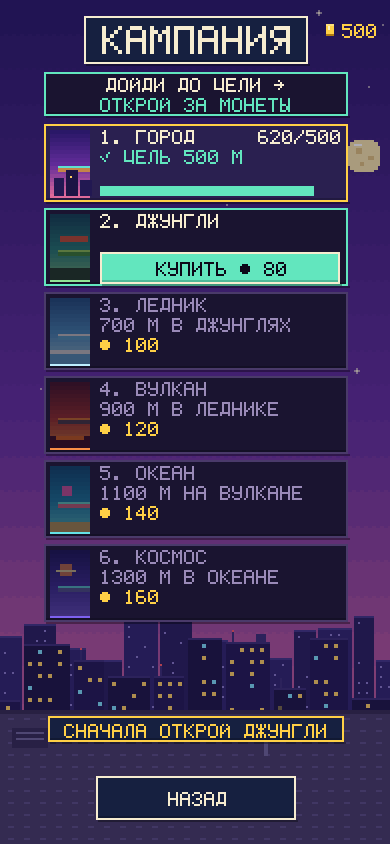 КАМПАНИЯ
500
ДОЙДИ ДО ЦЕЛИ →
ОТКРОЙ ЗА МОНЕТЫ
1. ГОРОД 620/500
✓ ЦЕЛЬ 500 М
2. ДЖУНГЛИ
КУПИТЬ ● 80
3. ЛЕДНИК
700 М В ДЖУНГЛЯХ
● 100
4. ВУЛКАН
900 М В ЛЕДНИКЕ
● 120
5. ОКЕАН
1100 М НА ВУЛКАНЕ
● 140
6. КОСМОС
1300 М В ОКЕАНЕ
● 160
СНАЧАЛА ОТКРОЙ ДЖУНГЛИ
НАЗАД